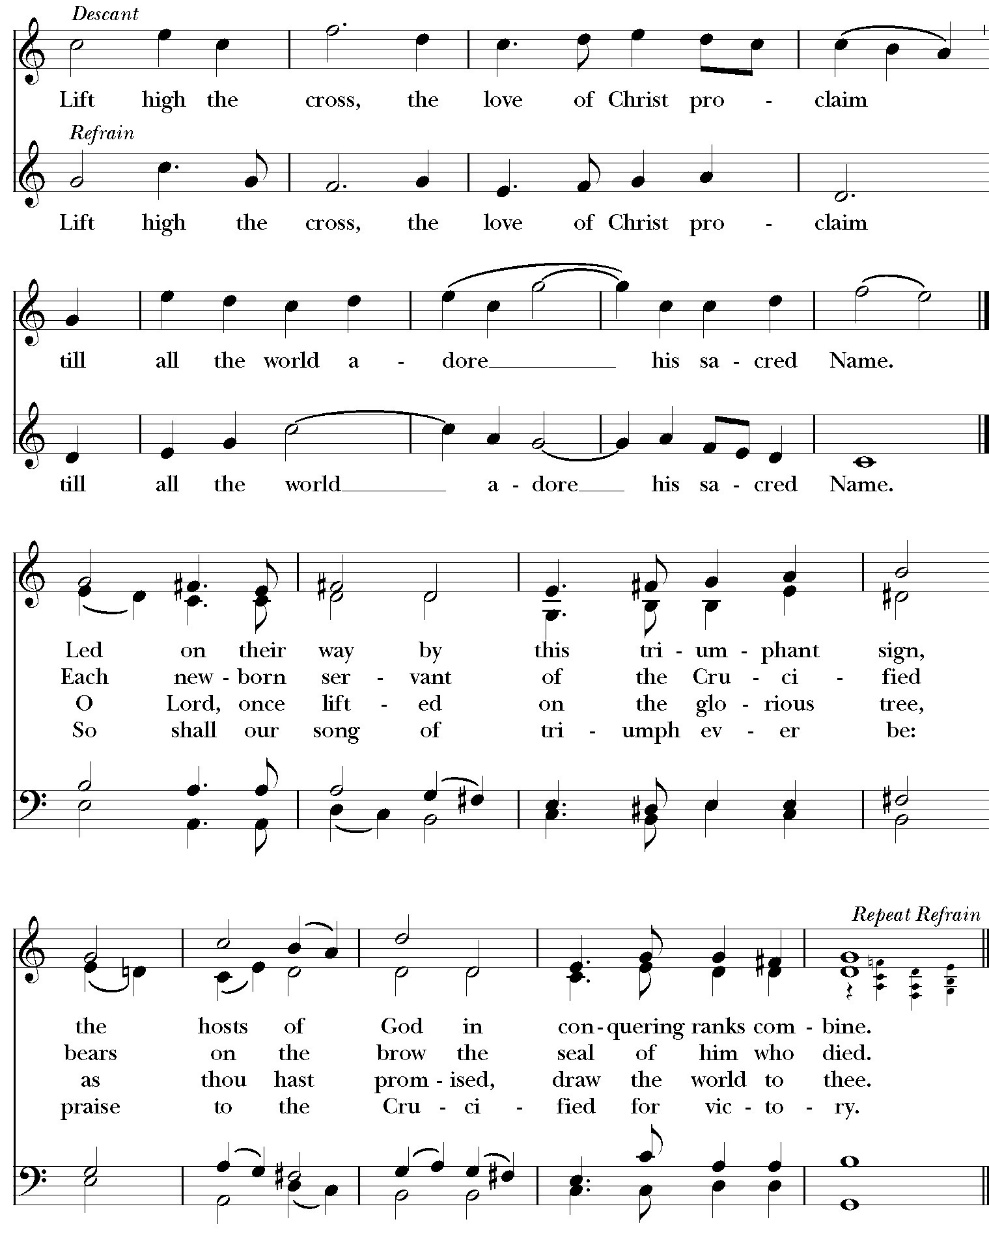 Descant
Lift high the cross, the love of Christ pro - claim
Refrain
Lift high the cross, the love of Christ pro - claim
till all the world a - dore his sa - cred Name.
till all the world a - dore his sa - cred Name.
Led on their way by this tri - um - phant sign,
Each new - born ser - vant of the Cru - ci - fied
O Lord, once lift - ed on the glo - rious tree,
So shall our song of tri - umph ev - er be:
Repeat Refrain
the hosts of God in con - quering ranks com - bine.
bears on the brow the seal of him who died.
as thou hast prom - ised, draw the world to thee.
praise to the Cru - ci - fied for vic - to - ry.